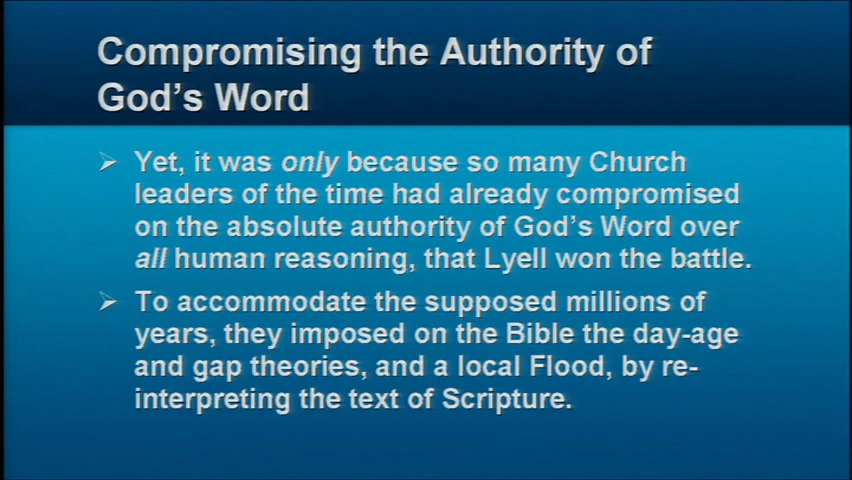 Compromising the Authority of
God's Word
➢ Yet, it was only because so many Church
leaders of the time had already compromised
on the absolute authority of God's Word over
all human reasoning, that Lyell won the battle.
➢ To accommodate the supposed millions of
years, they imposed on the Bible the day-age
and gap theories, and a local Flood, by re-
interpreting the text of Scripture.